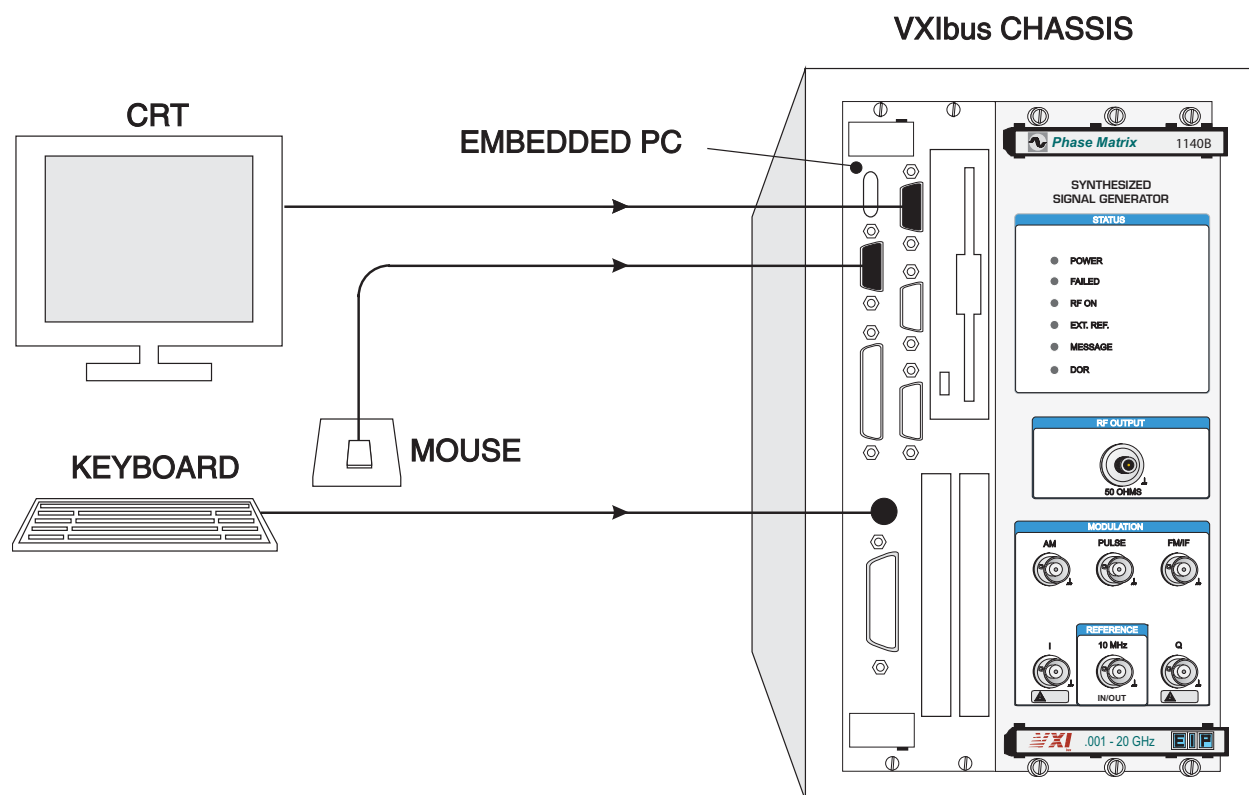 VXIbus CHASSIS
CRT
EMBEDDED PC
MOUSE
KEYBOARD
Phase Matrix 1140B
SYNTHESIZED
SIGNAL GENERATOR
STATUS
POWER
FAILED
RF ON
EXT. REF.
MESSAGE
DOR
RF OUTPUT
50 OHMS
MODULATION
AM PULSE FM/IF
REFERENCE
I 10 MHz Q
IN/OUT
VXI .001 - 20 GHz EIP